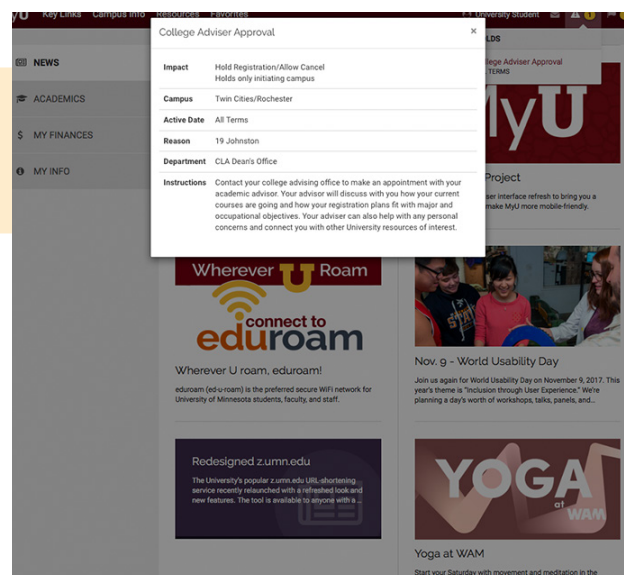 Key Links Campus Info Resources Favorites
University Student
1
College Adviser Approval
×
Impact Hold Registration/Allow Cancel
Holds only initiating campus
Campus Twin Cities/Rochester
Active Date All Terms
Reason 19 Johnston
Department CLA Dean's Office
Instructions Contact your college advising office to make an appointment with your
academic advisor. Your advisor will discuss with you how your current
courses are going and how your registration plans fit with major and
occupational objectives. Your adviser can also help with any personal
concerns and connect you with other University resources of interest.
Adviser Approval
TERMS
NEWS
ACADEMICS
$ MY FINANCES
MY INFO
yU
Project
interface refresh to bring you a
make MyU more mobile-friendly.
Wherever U Roam
connect to
eduroam
Wherever U roam, eduroam!
eduroam (ed-u-roam) is the preferred secure WiFi network for
University of Minnesota students, faculty, and staff.
Nov. 9 - World Usability Day
Join us again for World Usability Day on November 9, 2017. This
year's theme is "Inclusion through User Experience." We're
planning a day's worth of workshops, talks, panels, and...
Redesigned z.umn.edu
The University's popular z.umn.edu URL-shortening
service recently relaunched with a refreshed look and
new features. The tool is available to anyone with a ...
YOGA
at
WAM
Yoga at WAM
Start your Saturday with movement and meditation in the